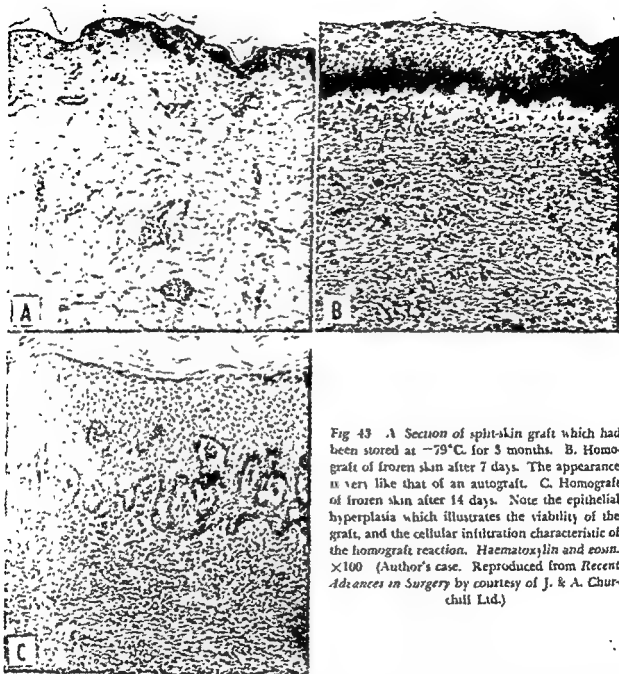 A
B
C
Fig 43 A Section of split-skin graft which had
been stored at −79°C. for 3 months. B. Homo-
graft of frozen skin after 7 days. The appearance
is very like that of an autograft. C. Homograft
of frozen skin after 14 days. Note the epithelial
hyperplasia which illustrates the viability of the
graft, and the cellular infiltration characteristic of
the homograft reaction. Haematoxylin and eosin.
×100 (Author's case. Reproduced from Recent
Advances in Surgery by courtesy of J. & A. Chur-
chill Ltd.)